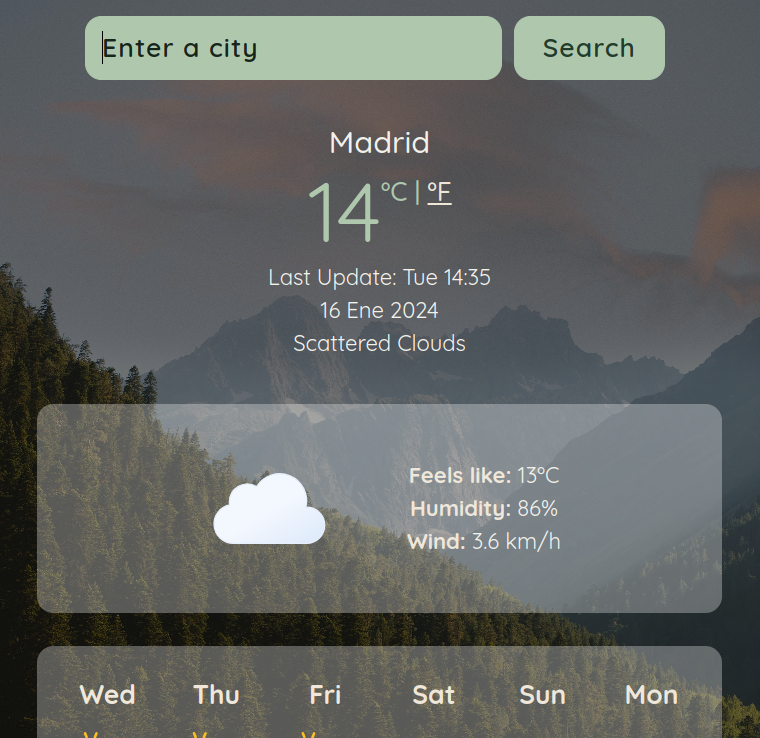 Enter a city
Search
Madrid
14 °C | °F
Last Update: Tue 14:35
16 Ene 2024
Scattered Clouds
Feels like: 13°C
Humidity: 86%
Wind: 3.6 km/h
Wed Thu Fri Sat Sun Mon